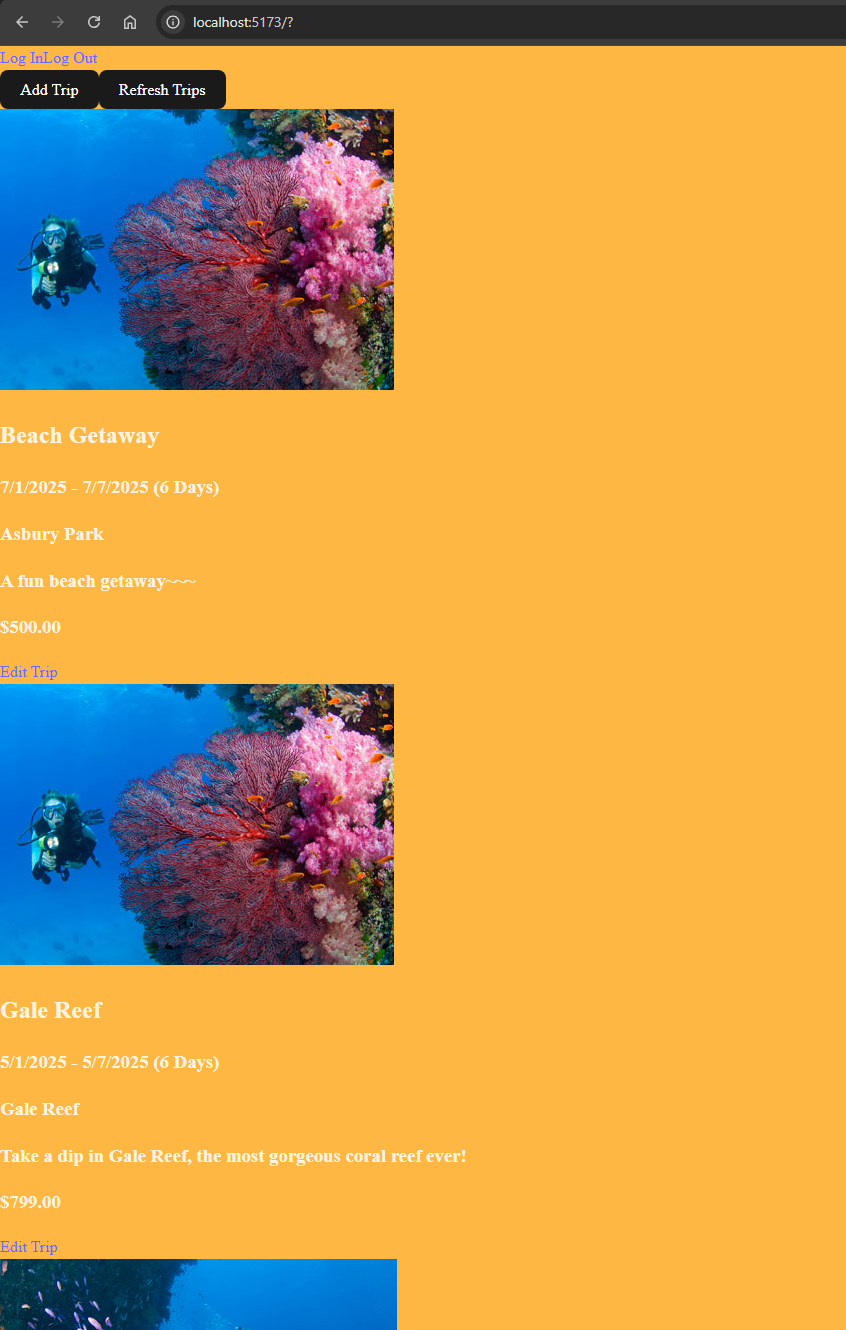 localhost:5173/?
Log InLog Out
Add Trip Refresh Trips
Beach Getaway
7/1/2025 - 7/7/2025 (6 Days)
Asbury Park
A fun beach getaway~~~
$500.00
Edit Trip
Gale Reef
5/1/2025 - 5/7/2025 (6 Days)
Gale Reef
Take a dip in Gale Reef, the most gorgeous coral reef ever!
$799.00
Edit Trip